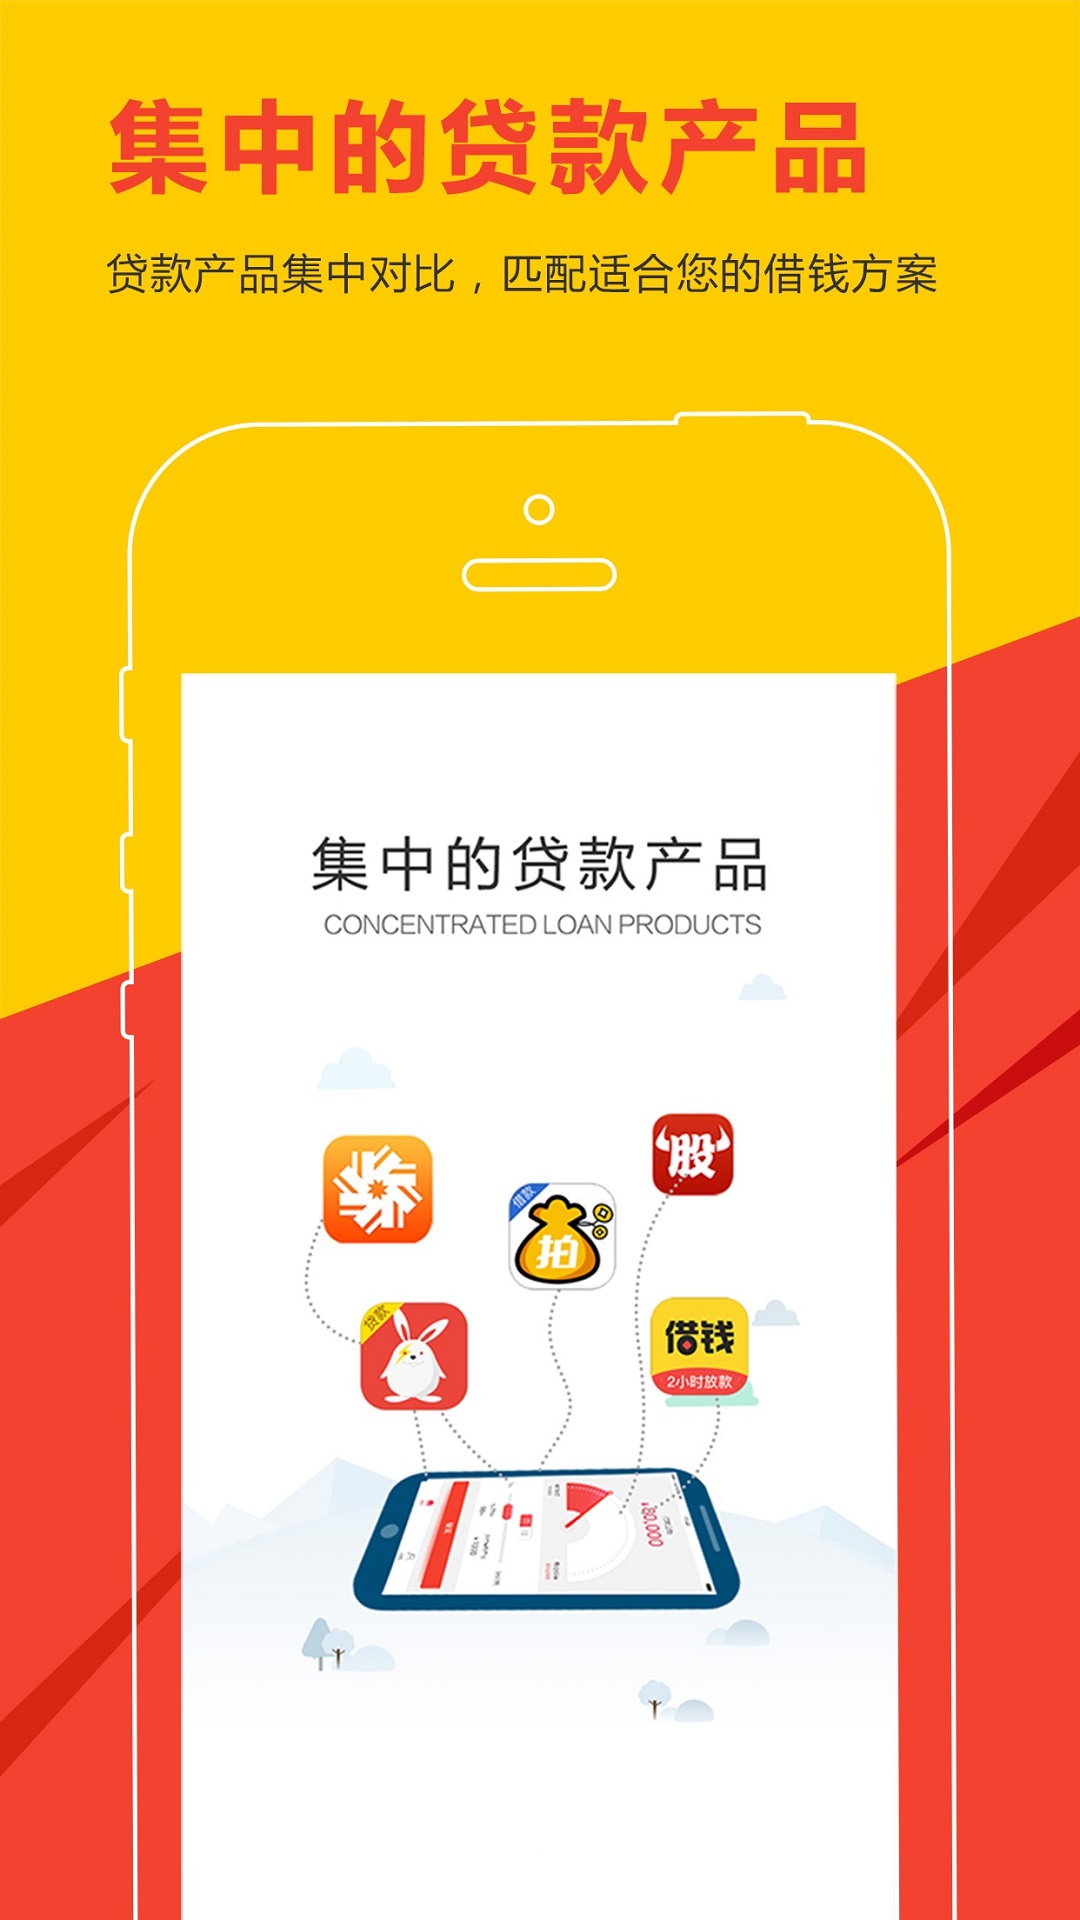 集中的贷款产品
贷款产品集中对比，匹配适合您的借钱方案
集中的贷款产品
CONCENTRATED LOAN PRODUCTS
股
借款
拍
贷款
借钱
2小时放款
80,000